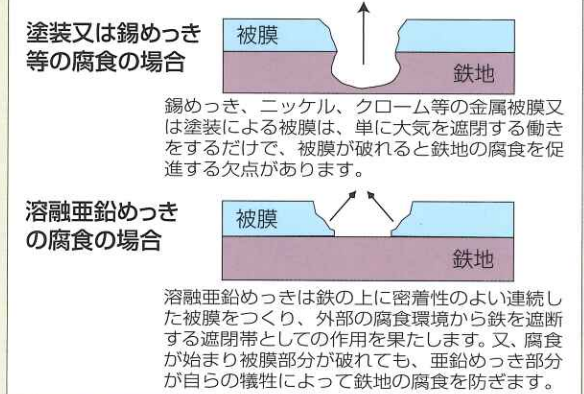 塗装又は錫めっき
等の腐食の場合
被膜
鉄地
錫めっき、ニッケル、クローム等の金属被膜又
は塗装による被膜は、単に大気を遮閉する働き
をするだけで、被膜が破れると鉄地の腐食を促
進する欠点があります。
溶融亜鉛めっき
の腐食の場合
被膜
鉄地
溶融亜鉛めっきは鉄の上に密着性のよい連続し
た被膜をつくり、外部の腐食環境から鉄を遮断
する遮閉帯としての作用を果たします。又、腐食
が始まり被膜部分が破れても、亜鉛めっき部分
が自らの犠牲によって鉄地の腐食を防ぎます。